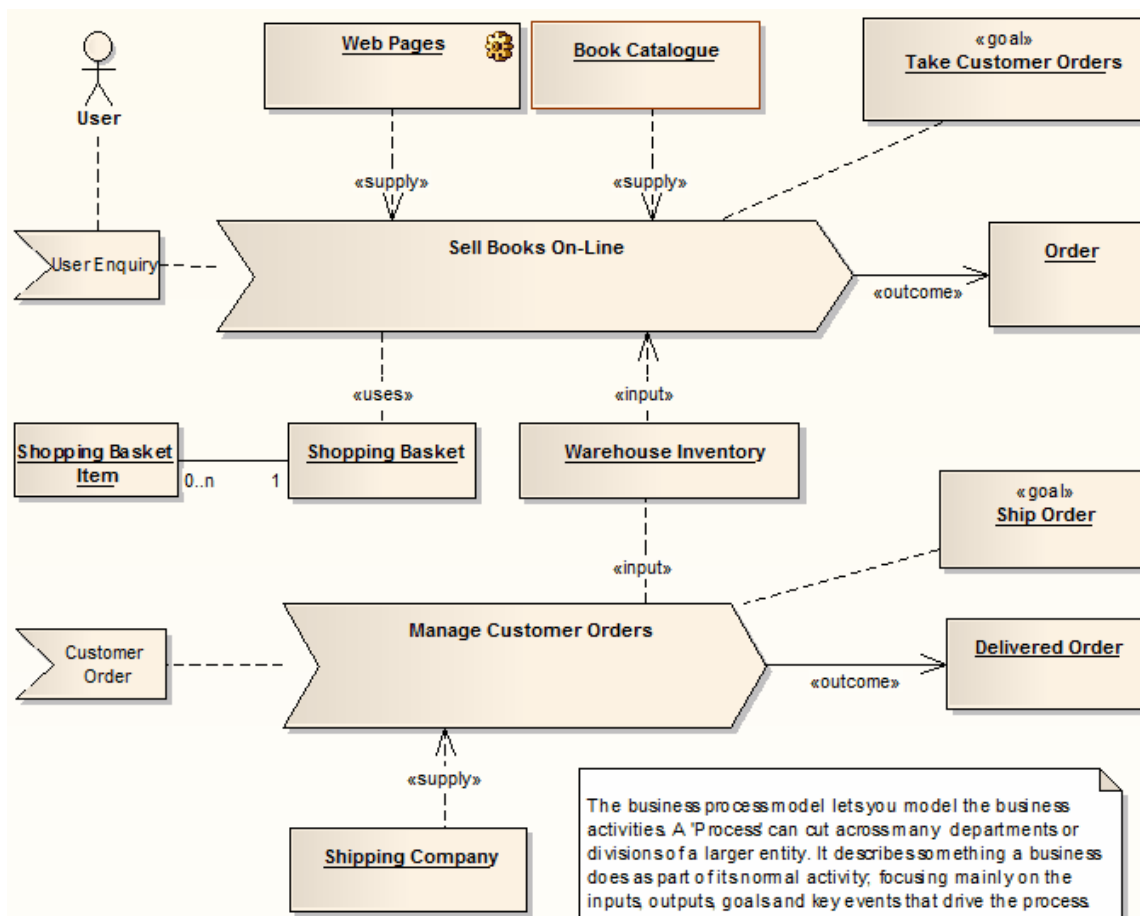 Web Pages
Book Catalogue
«goal»
Take Customer Orders
User
«supply»
«supply»
User Enquiry
Sell Books On-Line
Order
«outcome»
«uses»
«input»
Shopping Basket
Item
0..n
1
Shopping Basket
Warehouse Inventory
«goal»
Ship Order
«input»
Customer
Order
Manage Customer Orders
Delivered Order
«outcome»
«supply»
Shipping Company
The business process model lets you model the business
activities. A 'Process' can cut across many departments or
divisions of a larger entity. It describes something a business
does as part of its normal activity; focusing mainly on the
inputs, outputs, goals and key events that drive the process.